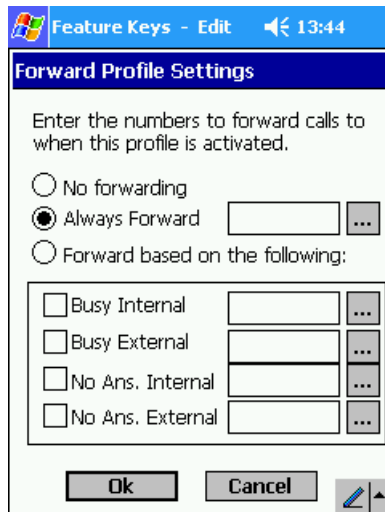 Feature Keys - Edit 13:44
Forward Profile Settings
Enter the numbers to forward calls to
when this profile is activated.
No forwarding
Always Forward ...
Forward based on the following:
Busy Internal ...
Busy External ...
No Ans. Internal ...
No Ans. External ...
Ok Cancel